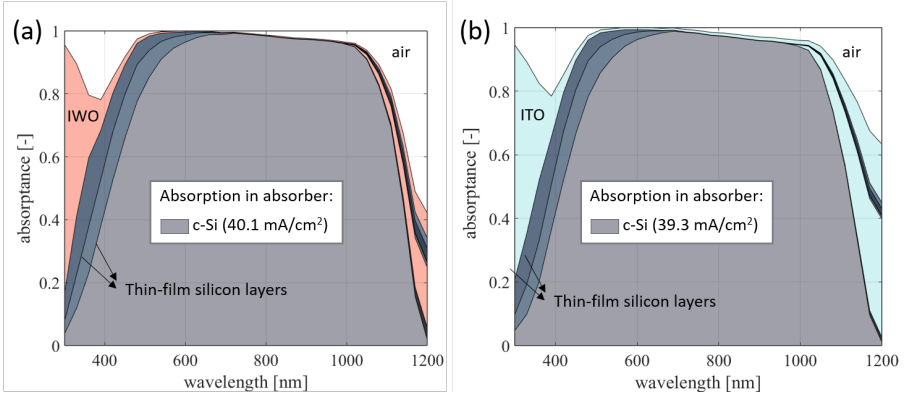 (a)
absorptance [-]
1
0.8
0.6
0.4
0.2
0
IWO
air
Absorption in absorber:
c-Si (40.1 mA/cm²)
Thin-film silicon layers
400
600
800
1000
1200
wavelength [nm]
(b)
absorptance [-]
1
0.8
0.6
0.4
0.2
0
ITO
air
Absorption in absorber:
c-Si (39.3 mA/cm²)
Thin-film silicon layers
400
600
800
1000
1200
wavelength [nm]